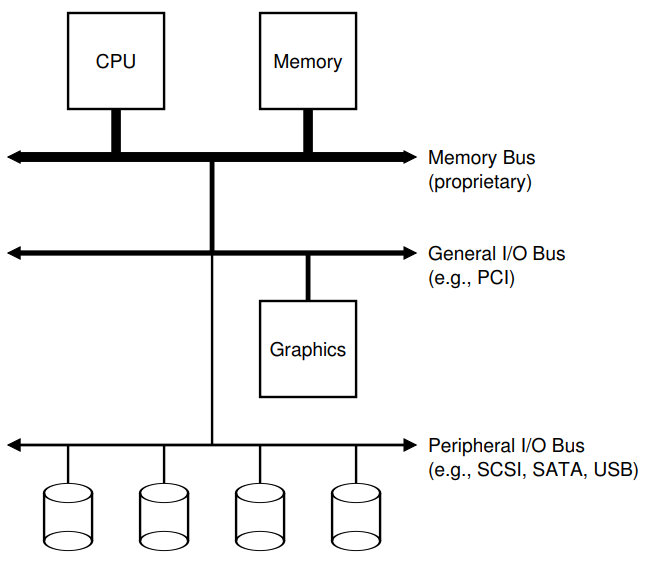 CPU
Memory
Memory Bus
(proprietary)
General I/O Bus
(e.g., PCI)
Graphics
Peripheral I/O Bus
(e.g., SCSI, SATA, USB)